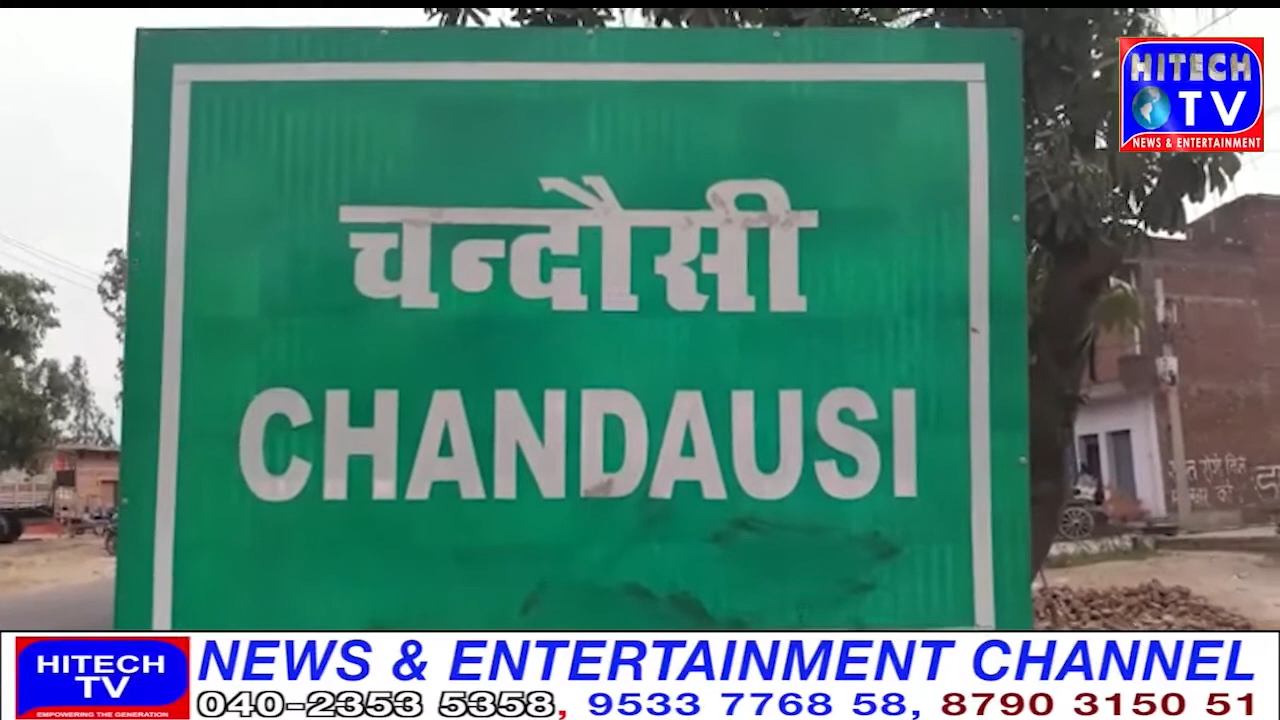 HITECH
TV
NEWS & ENTERTAINMENT
चन्दौसी
CHANDAUSI
HITECH
TV
EMPOWERING THE GENERATION
NEWS & ENTERTAINMENT CHANNEL
040-2353 5358, 9533 7768 58, 8790 3150 51